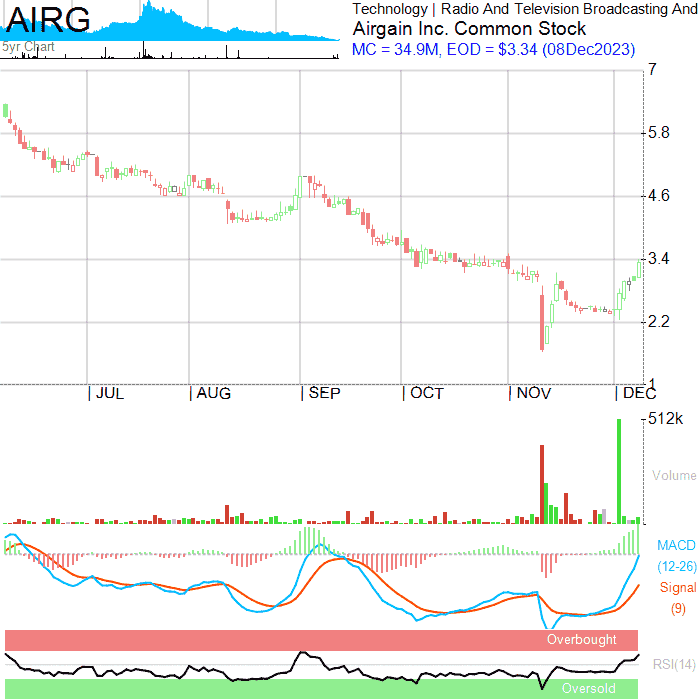 AIRG
5yr Chart
Technology | Radio And Television Broadcasting And
Airgain Inc. Common Stock
MC = 34.9M, EOD = $3.34 (08Dec2023)
7
5.8
4.6
3.4
2.2
1
| JUL | AUG | SEP | OCT | NOV | DEC
512k
Volume
MACD
(12-26)
Signal
(9)
Overbought
RSI(14)
Oversold